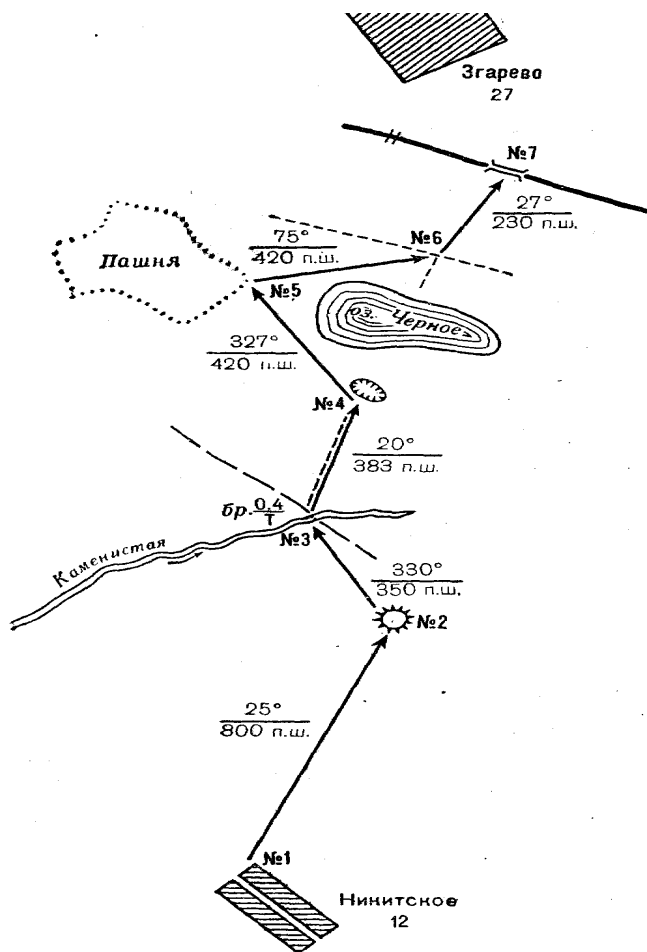 Згарево
27
№7
27°
230 п.ш.
75°
420 п.ш.
№6
Пашня
№5
оз. Черное
327°
420 п.ш.
№4
20°
383 п.ш.
бр. 0,4
Т
№3
Каменистая
330°
350 п.ш.
№2
25°
800 п.ш.
№1
Никитское
12